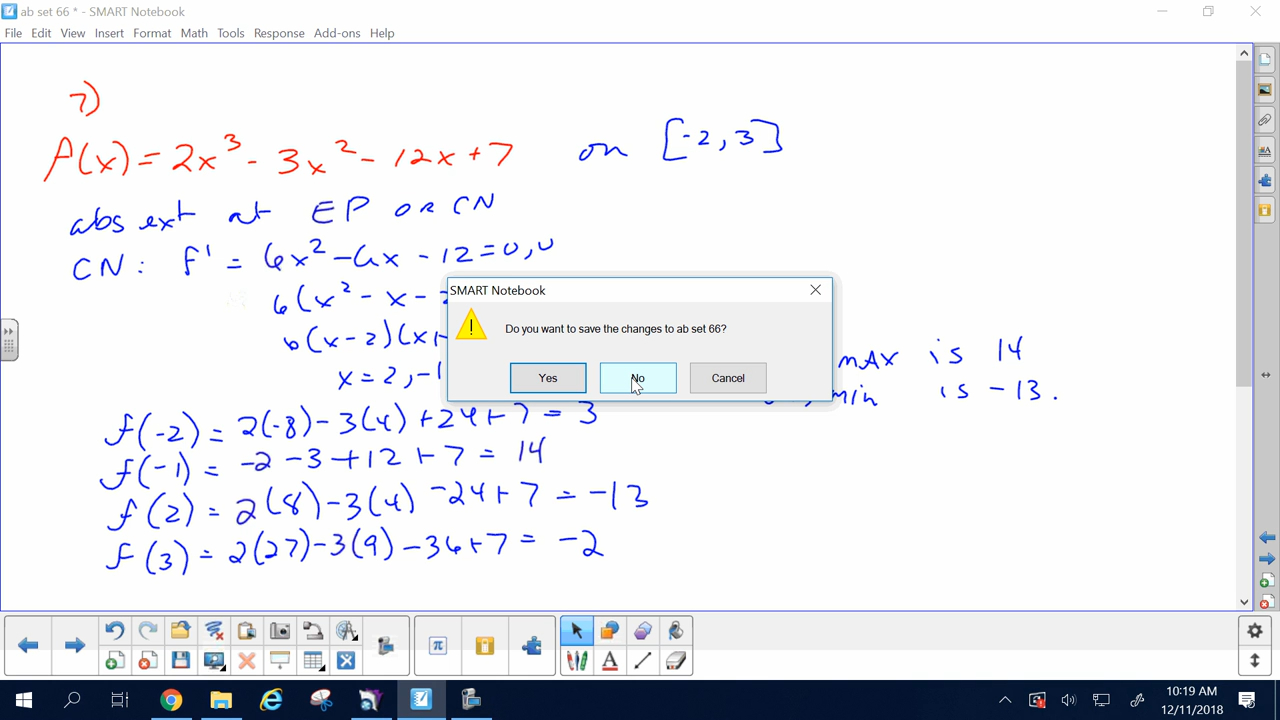 ab set 66 * - SMART Notebook
File Edit View Insert Format Math Tools Response Add-ons Help
7)
f(x) = 2x³ - 3x² - 12x + 7 on [-2, 3]
abs ext at EP or CN
CN: f' = 6x² - 6x - 12 = 0, U
6(x² - x -
6(x-2)(x+
x = 2, -1
SMART Notebook
Do you want to save the changes to ab set 66?
Yes No Cancel
max is 14
min is -13.
f(-2) = 2(-8) - 3(4) + 24 + 7 = 3
f(-1) = -2 - 3 + 12 + 7 = 14
f(2) = 2(8) - 3(4) - 24 + 7 = -13
f(3) = 2(27) - 3(9) - 36 + 7 = -2
10:19 AM
12/11/2018